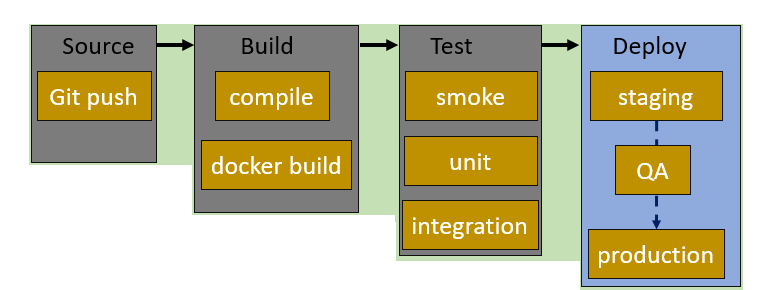 Source
Git push
Build
compile
docker build
Test
smoke
unit
integration
Deploy
staging
QA
production